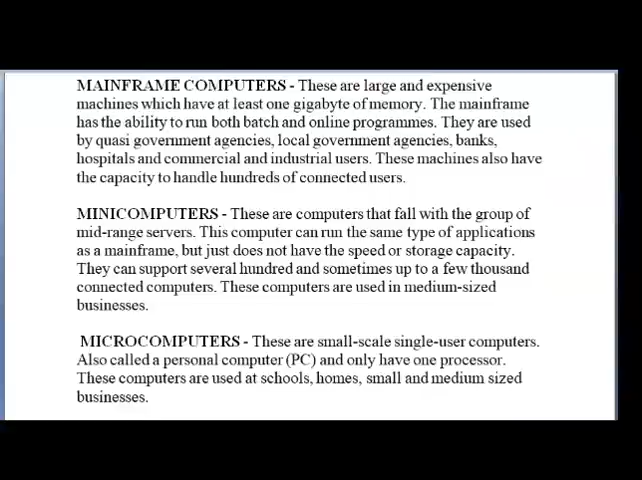 MAINFRAME COMPUTERS - These are large and expensive
machines which have at least one gigabyte of memory. The mainframe
has the ability to run both batch and online programmes. They are used
by quasi government agencies, local government agencies, banks,
hospitals and commercial and industrial users. These machines also have
the capacity to handle hundreds of connected users.
MINICOMPUTERS - These are computers that fall with the group of
mid-range servers. This computer can run the same type of applications
as a mainframe, but just does not have the speed or storage capacity.
They can support several hundred and sometimes up to a few thousand
connected computers. These computers are used in medium-sized
businesses.
MICROCOMPUTERS - These are small-scale single-user computers.
Also called a personal computer (PC) and only have one processor.
These computers are used at schools, homes, small and medium sized
businesses.